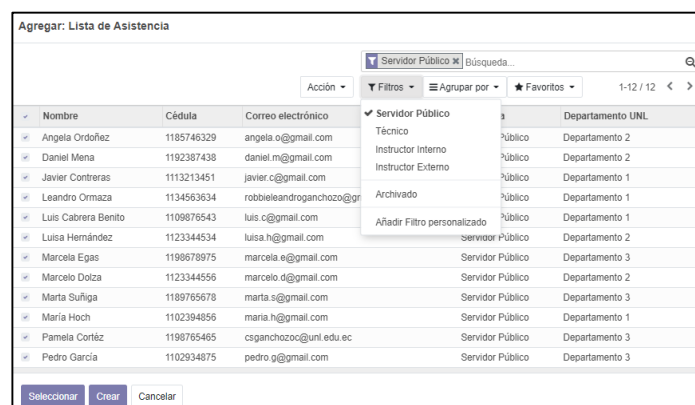 Agregar: Lista de Asistencia
Servidor Público ✖ Búsqueda...
Acción Filtros Agrupar por Favoritos 1-12 / 12
Servidor Público
Técnico
Instructor Interno
Instructor Externo
Archivado
Añadir Filtro personalizado
Nombre Cédula Correo electrónico a Departamento UNL
Angela Ordoñez 1185746329 angela.o@gmail.com Público Departamento 2
Daniel Mena 1192387438 daniel.m@gmail.com Público Departamento 2
Javier Contreras 1113213451 javier.c@gmail.com Público Departamento 1
Leandro Ormaza 1134563634 robbieleandroganchozo@gr Público Departamento 1
Luis Cabrera Benito 1109876543 luis.c@gmail.com Público Departamento 1
Luisa Hernández 1123344534 luisa.h@gmail.com Servidor Público Departamento 2
Marcela Egas 1198678975 marcela.e@gmail.com Servidor Público Departamento 3
Marcelo Dolza 1123344556 marcelo.d@gmail.com Servidor Público Departamento 2
Marta Suñiga 1189765678 marta.s@gmail.com Servidor Público Departamento 3
María Hoch 1102394856 maria.h@gmail.com Servidor Público Departamento 1
Pamela Cortéz 1198765465 csganchozoc@unl.edu.ec Servidor Público Departamento 3
Pedro García 1102934875 pedro.g@gmail.com Servidor Público Departamento 3
Seleccionar Crear Cancelar